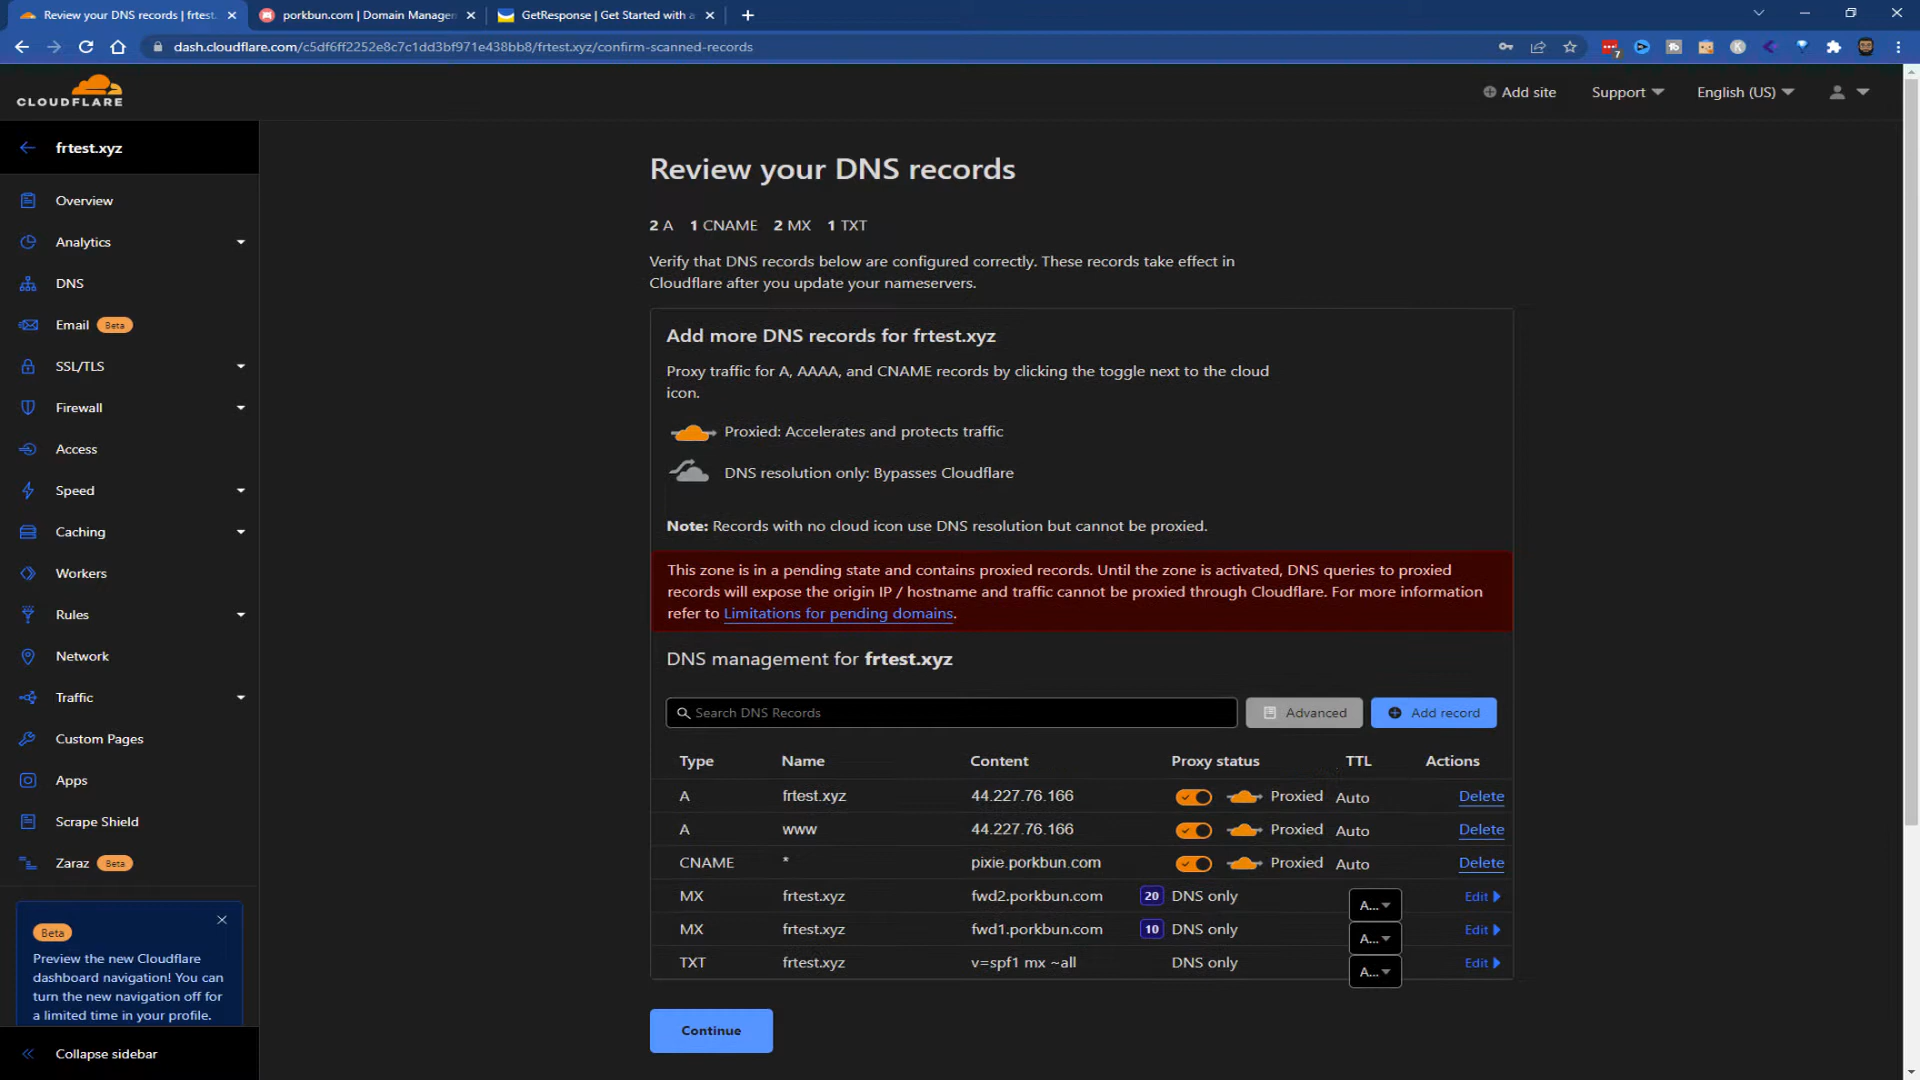 Review your DNS records | frtest.
porkbun.com | Domain Manager
GetResponse | Get Started with a
dash.cloudflare.com/c5df6ff2252e8c7c1dd3bf971e438bb8/frtest.xyz/confirm-scanned-records
7
CLOUDFLARE
Add site
Support
English (US)
frtest.xyz
Overview
Analytics
DNS
Email Beta
SSL/TLS
Firewall
Access
Speed
Caching
Workers
Rules
Network
Traffic
Custom Pages
Apps
Scrape Shield
Zaraz Beta
Beta
Preview the new Cloudflare
dashboard navigation! You can
turn the new navigation off for
a limited time in your profile.
Collapse sidebar
Review your DNS records
2 A 1 CNAME 2 MX 1 TXT
Verify that DNS records below are configured correctly. These records take effect in
Cloudflare after you update your nameservers.
Add more DNS records for frtest.xyz
Proxy traffic for A, AAAA, and CNAME records by clicking the toggle next to the cloud
icon.
Proxied: Accelerates and protects traffic
DNS resolution only: Bypasses Cloudflare
Note: Records with no cloud icon use DNS resolution but cannot be proxied.
This zone is in a pending state and contains proxied records. Until the zone is activated, DNS queries to proxied
records will expose the origin IP / hostname and traffic cannot be proxied through Cloudflare. For more information
refer to Limitations for pending domains.
DNS management for frtest.xyz
Search DNS Records
Advanced
Add record
Type Name Content Proxy status TTL Actions
A frtest.xyz 44.227.76.166 Proxied Auto Delete
A www 44.227.76.166 Proxied Auto Delete
CNAME * pixie.porkbun.com Proxied Auto Delete
MX frtest.xyz fwd2.porkbun.com 20 DNS only A... Edit
MX frtest.xyz fwd1.porkbun.com 10 DNS only A... Edit
TXT frtest.xyz v=spf1 mx ~all DNS only A... Edit
Continue